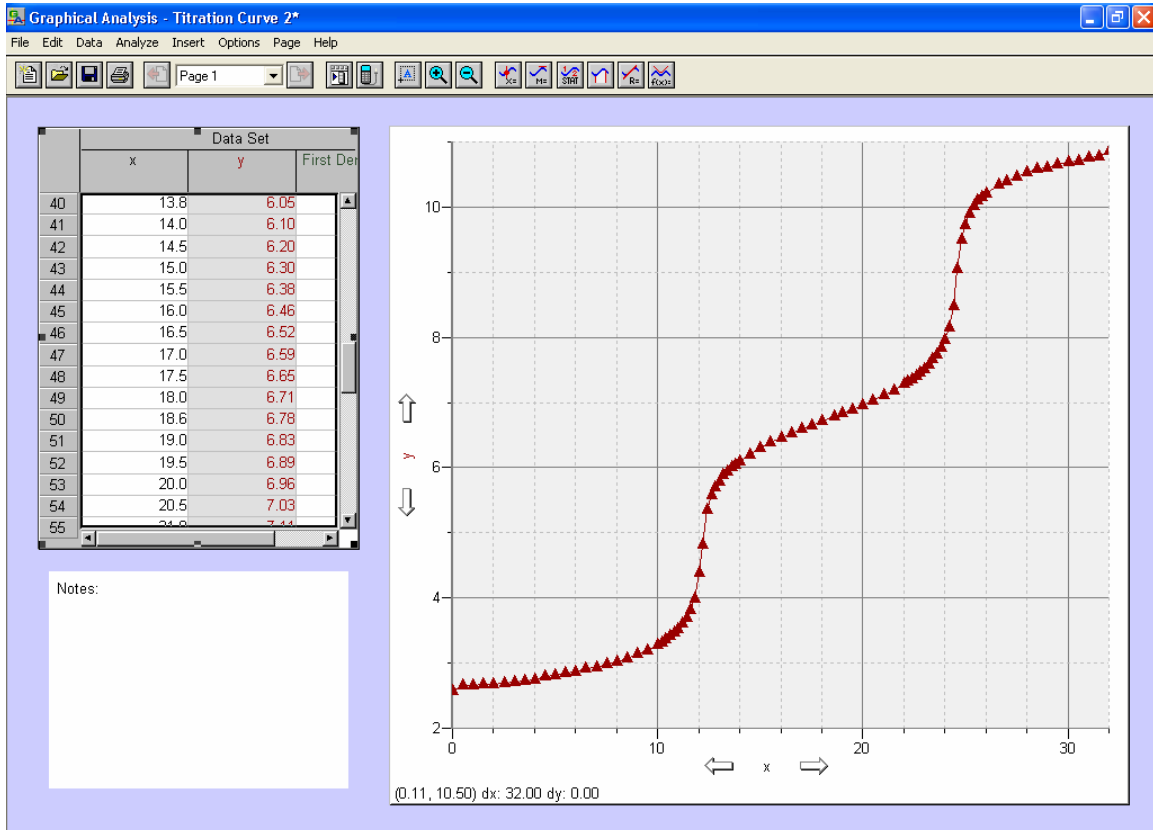 Graphical Analysis - Titration Curve 2*
File Edit Data Analyze Insert Options Page Help
Page 1
X= M= STAT R= f(x)=
Data Set
x y First Der
40 13.8 6.05
41 14.0 6.10
42 14.5 6.20
43 15.0 6.30
44 15.5 6.38
45 16.0 6.46
46 16.5 6.52
47 17.0 6.59
48 17.5 6.65
49 18.0 6.71
50 18.6 6.78
51 19.0 6.83
52 19.5 6.89
53 20.0 6.96
54 20.5 7.03
55
Notes:
10
8
6
4
2
y
0 10 20 30
x
(0.11, 10.50) dx: 32.00 dy: 0.00